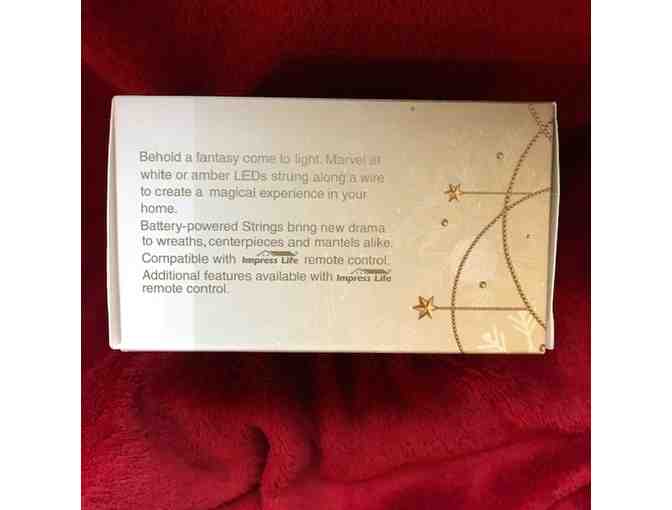 Behold a fantasy come to light. Marvel at
white or amber LEDs strung along a wire
to create a magical experience in your
home.
Battery-powered Strings bring new drama
to wreaths, centerpieces and mantels alike.
Compatible with Impress Life remote control.
Additional features available with Impress Life
remote control.